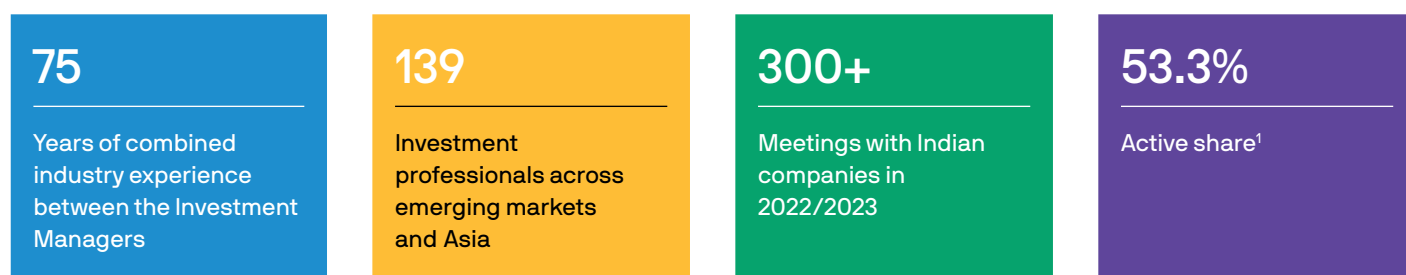 75
Years of combined
industry experience
between the Investment
Managers
139
Investment
professionals across
emerging markets
and Asia
300+
Meetings with Indian
companies in
2022/2023
53.3%
Active share¹